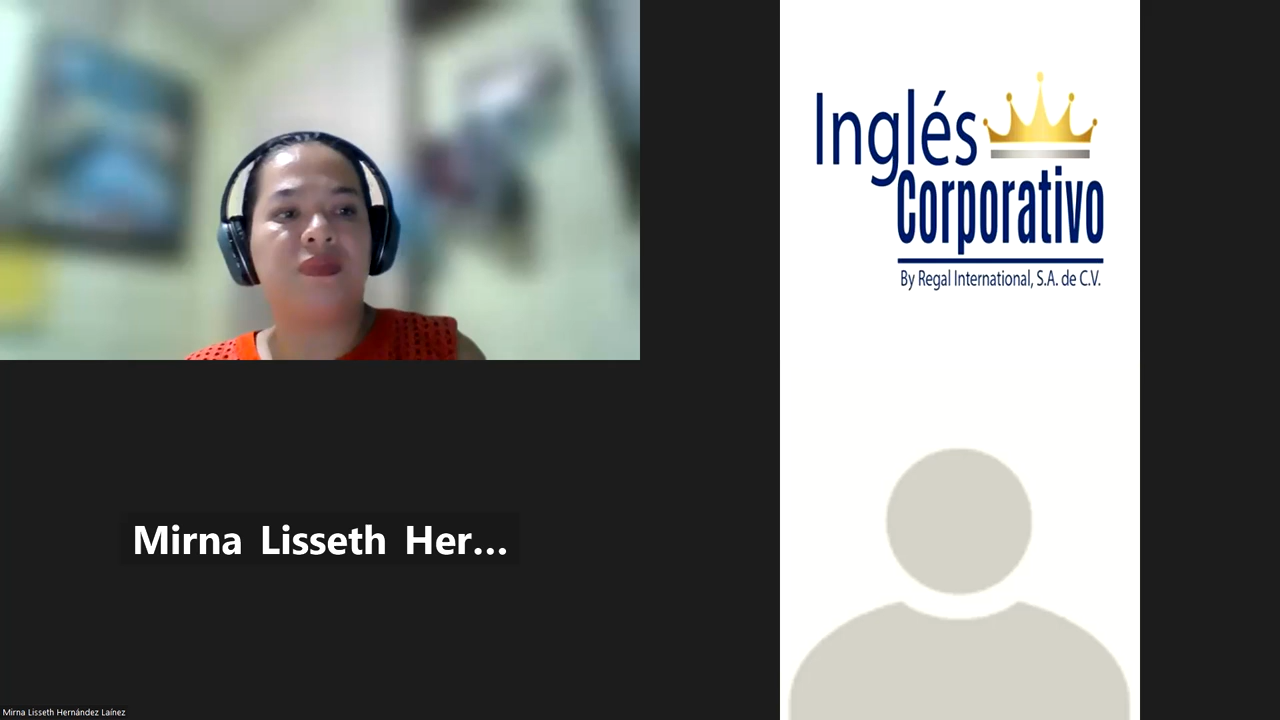 Inglés
Corporativo
By Regal International, S.A. de C.V.
Mirna Lisseth Her...
Mirna Lisseth Hernández Laínez